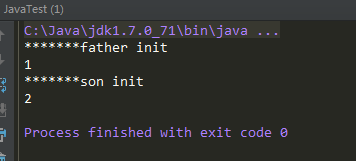 JavaTest (1)
C:\Java\jdk1.7.0_71\bin\java ...
*******father init
1
*******son init
2
Process finished with exit code 0